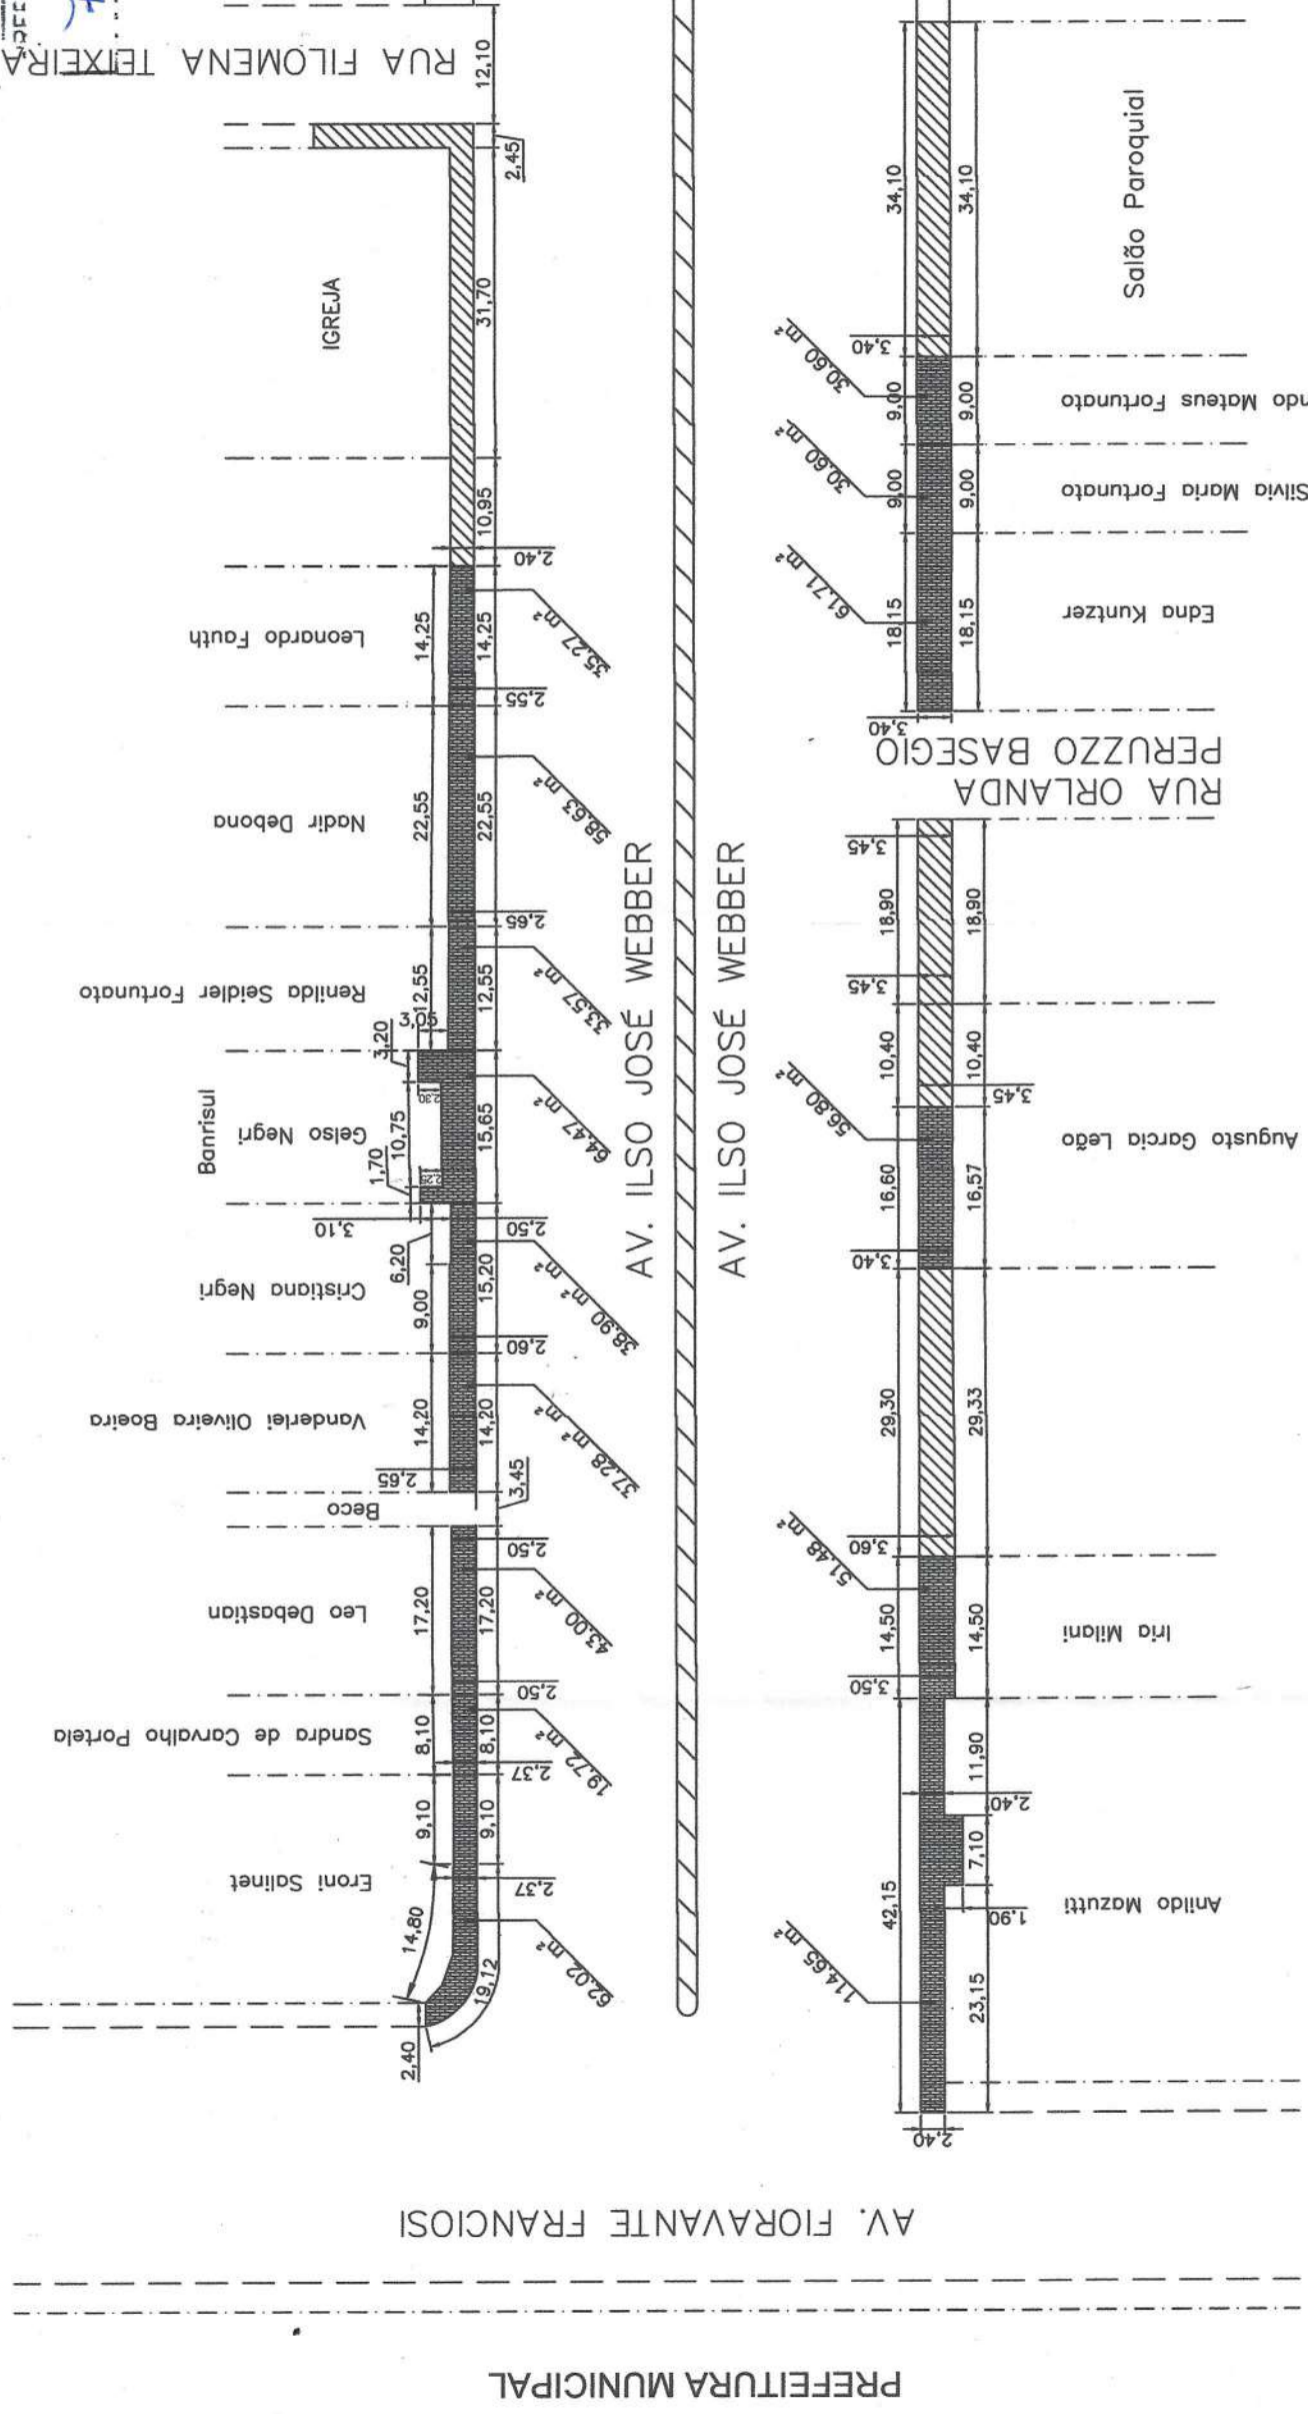 RUA FILOMENA TEIXEIRA
12,10
2,45
IGREJA
31,70
10,95
2,40
Leonardo Fauth
14,25
14,25
35,27 m²
2,55
Nadir Debona
22,55
22,55
58,63 m²
2,65
Renilda Seidler Fortunato
12,55
12,55
33,57 m²
3,05
3,20
Banrisul
Gelso Negri
2,30
10,75
15,65
64,47 m²
1,70
2,25
3,10
2,50
Cristiana Negri
6,20
9,00
15,20
38,90 m²
2,60
Vanderlei Oliveira Boeira
14,20
14,20
37,28 m²
2,65
Beco
3,45
2,50
Leo Debastian
17,20
17,20
43,00 m²
2,50
Sandra de Carvalho Portela
8,10
8,10
19,72 m²
2,37
Eroni Salinet
9,10
9,10
2,37
14,80
19,12
62,02 m²
2,40
AV. ILSO JOSÉ WEBBER
AV. ILSO JOSÉ WEBBER
34,10
34,10
Salão Paroquial
3,40
30,60 m²
9,00
9,00
ndo Mateus Fortunato
30,60 m²
9,00
9,00
Silvia Maria Fortunato
61,71 m²
18,15
18,15
Edna Kuntzer
3,40
RUA ORLANDA
PERUZZO BASEGIO
3,45
18,90
18,90
3,45
10,40
10,40
3,45
56,80 m²
16,60
16,57
Augusto Garcia Leão
3,40
29,30
29,33
3,60
51,48 m²
14,50
14,50
Iria Milani
3,50
11,90
2,40
7,10
42,15
1,90
Anildo Mazutti
114,65 m²
23,15
2,40
AV. FIORAVANTE FRANCIOSI
PREFEITURA MUNICIPAL